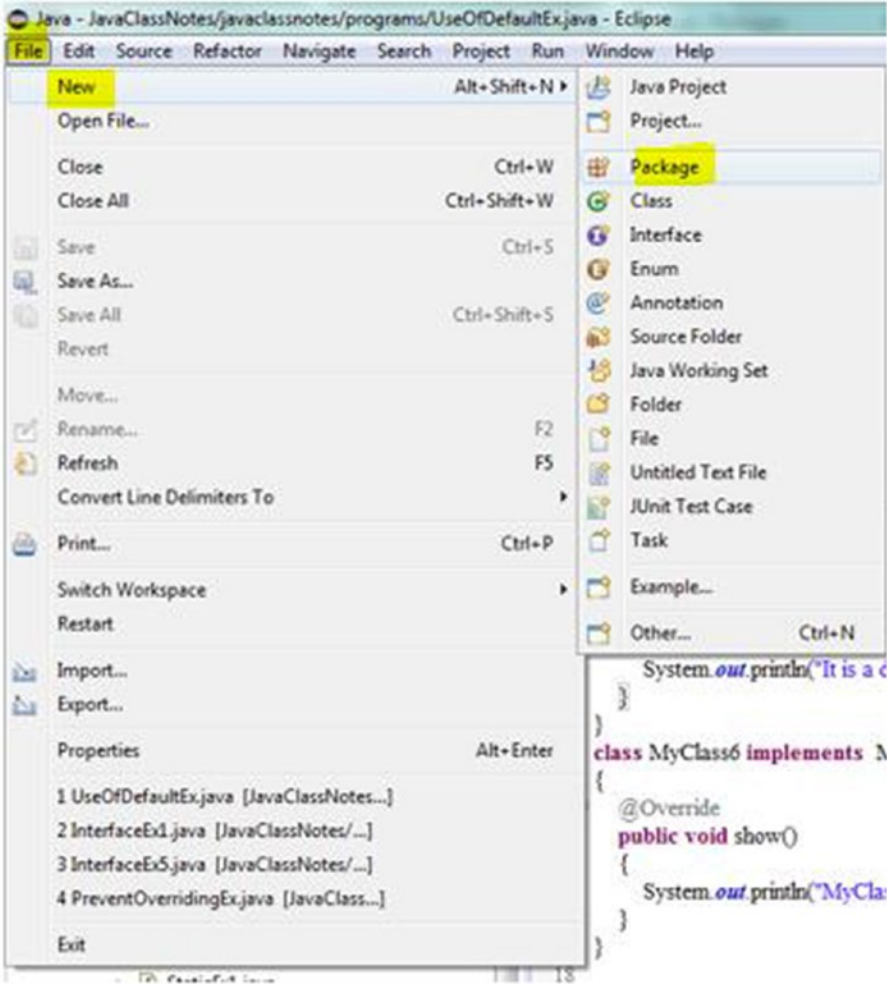 Java - JavaClassNotes/javaclassnotes/programs/UseOfDefaultEx.java - Eclipse
File Edit Source Refactor Navigate Search Project Run Window Help
New Alt+Shift+N
Open File...
Close Ctrl+W
Close All Ctrl+Shift+W
Save Ctrl+S
Save As...
Save All Ctrl+Shift+S
Revert
Move...
Rename... F2
Refresh F5
Convert Line Delimiters To
Print... Ctrl+P
Switch Workspace
Restart
Import...
Export...
Properties Alt+Enter
1 UseOfDefaultEx.java [JavaClassNotes...]
2 InterfaceEx1.java [JavaClassNotes/...]
3 InterfaceEx5.java [JavaClassNotes/...]
4 PreventOverridingEx.java [JavaClass...]
Exit
Java Project
Project...
Package
Class
Interface
Enum
Annotation
Source Folder
Java Working Set
Folder
File
Untitled Text File
JUnit Test Case
Task
Example...
Other... Ctrl+N
System.out.println("It is a
}
}
class MyClass6 implements
{
@Override
public void show()
{
System.out.println("MyClas
}
}
18